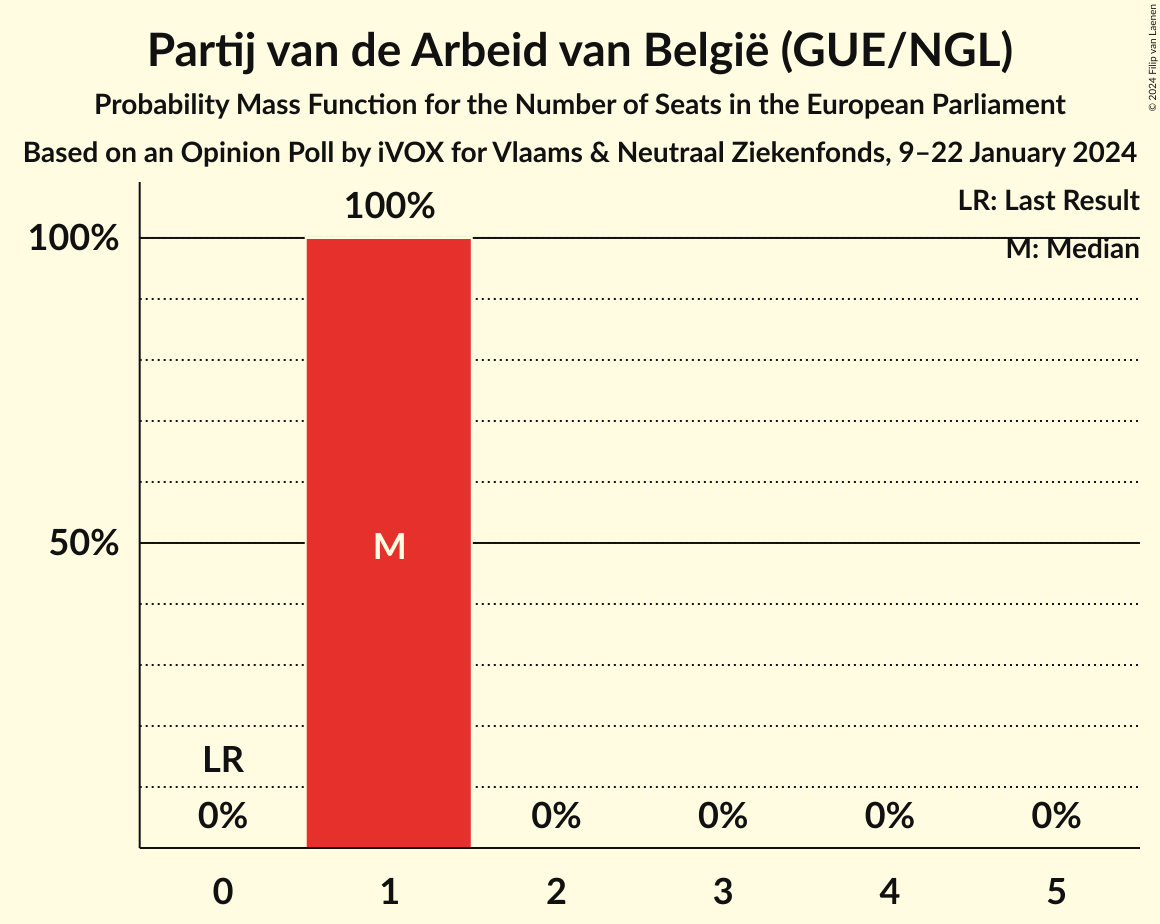 Partij van de Arbeid van België (GUE/NGL)
Probability Mass Function for the Number of Seats in the European Parliament
Based on an Opinion Poll by iVOX for Vlaams & Neutraal Ziekenfonds, 9–22 January 2024
© 2024 Filip van Laenen
LR: Last Result
M: Median
100%
100%
50%
M
LR
0%
0%
0%
0%
0%
0
1
2
3
4
5